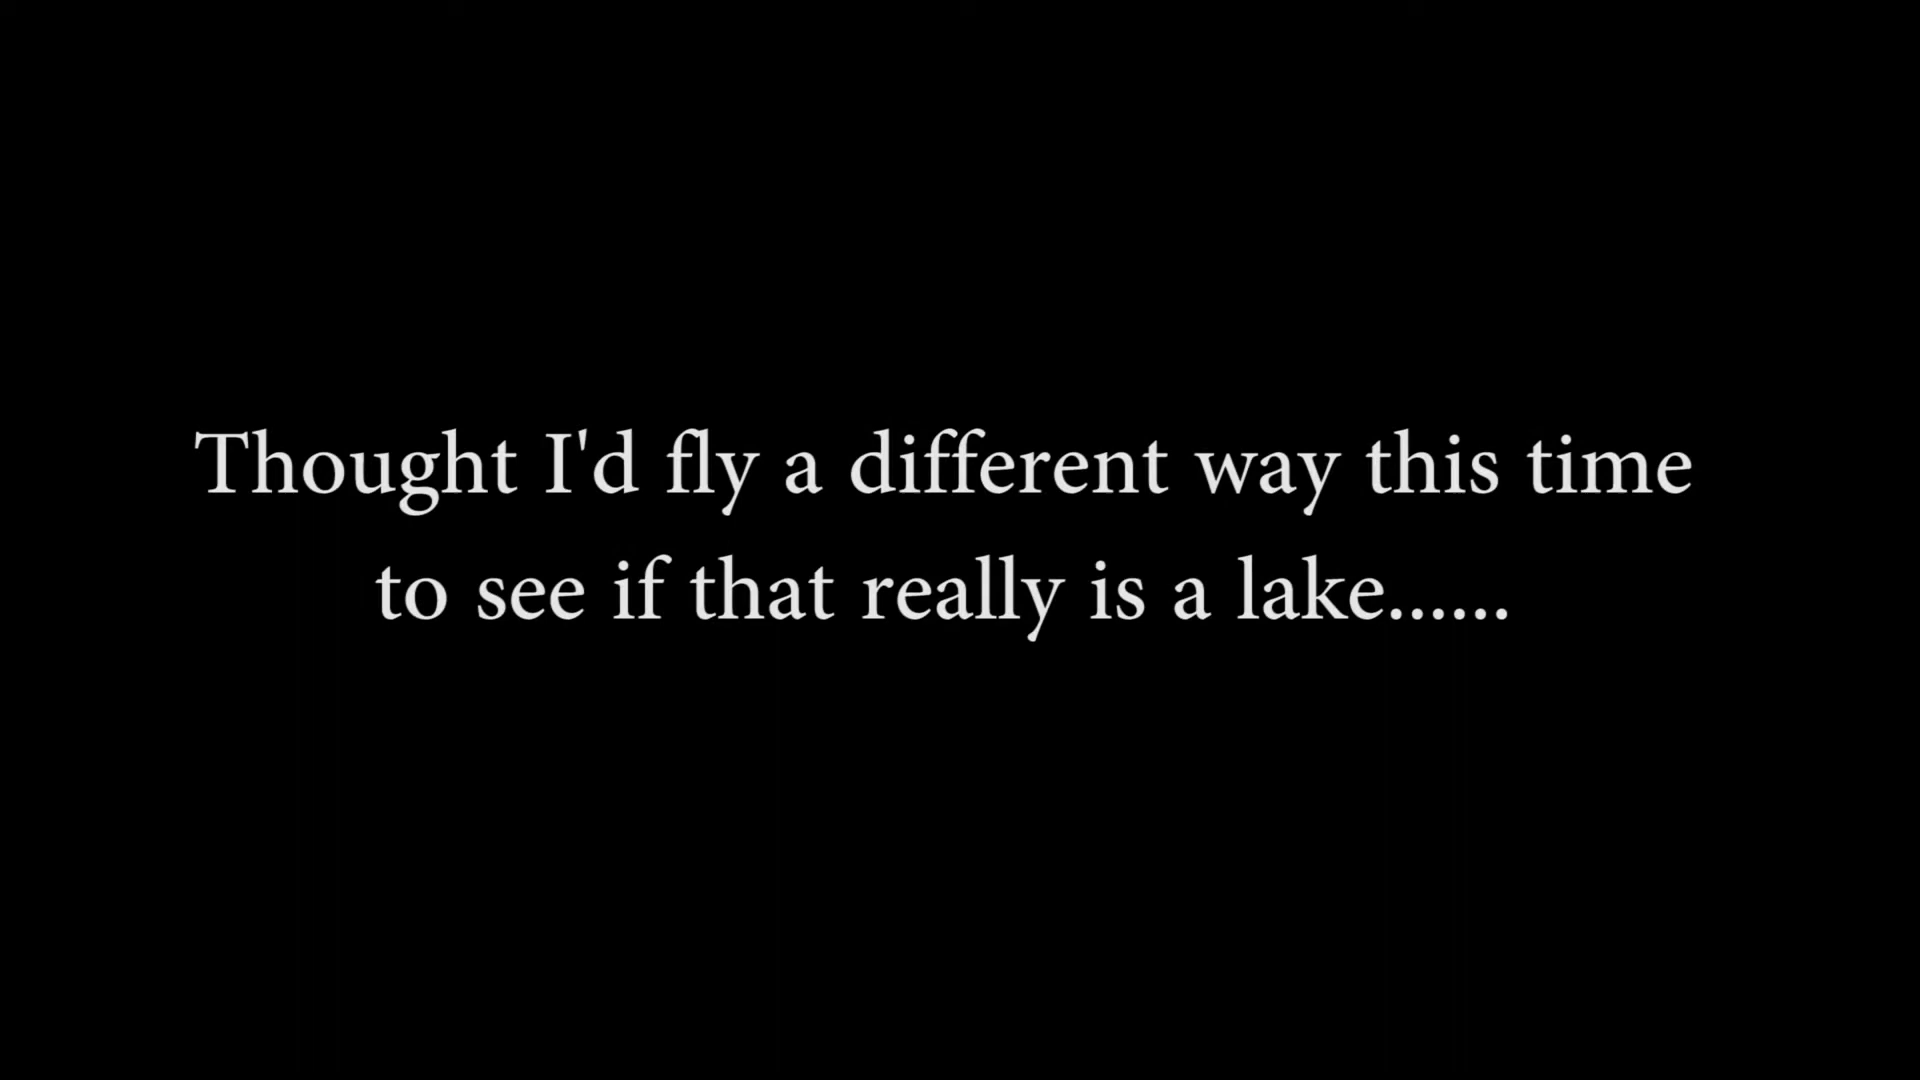 Thought I'd fly a different way this time
to see if that really is a lake......